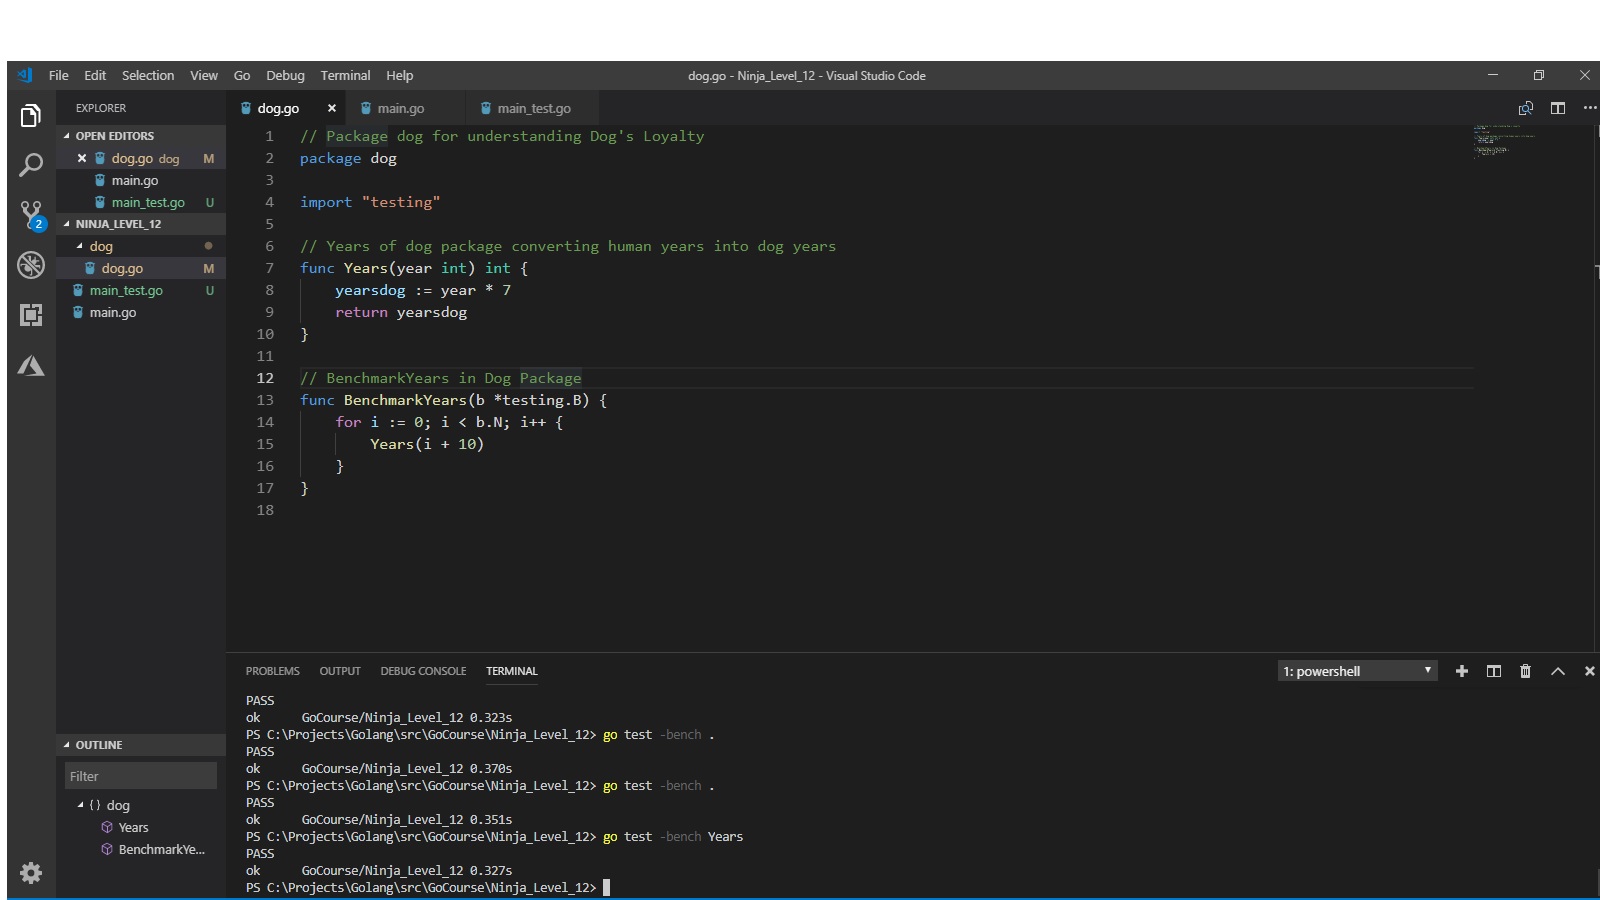 File Edit Selection View Go Debug Terminal Help
dog.go - Ninja_Level_12 - Visual Studio Code
EXPLORER
OPEN EDITORS
dog.go dog M
main.go
main_test.go U
2
NINJA_LEVEL_12
dog
dog.go M
main_test.go U
main.go
OUTLINE
Filter
{} dog
Years
BenchmarkYe...
dog.go main.go main_test.go
1 // Package dog for understanding Dog's Loyalty
2 package dog
3
4 import "testing"
5
6 // Years of dog package converting human years into dog years
7 func Years(year int) int {
8 yearsdog := year * 7
9 return yearsdog
10 }
11
12 // BenchmarkYears in Dog Package
13 func BenchmarkYears(b *testing.B) {
14 for i := 0; i < b.N; i++ {
15 Years(i + 10)
16 }
17 }
18
PROBLEMS OUTPUT DEBUG CONSOLE TERMINAL
1: powershell
PASS
ok GoCourse/Ninja_Level_12 0.323s
PS C:\Projects\Golang\src\GoCourse\Ninja_Level_12> go test -bench .
PASS
ok GoCourse/Ninja_Level_12 0.370s
PS C:\Projects\Golang\src\GoCourse\Ninja_Level_12> go test -bench .
PASS
ok GoCourse/Ninja_Level_12 0.351s
PS C:\Projects\Golang\src\GoCourse\Ninja_Level_12> go test -bench Years
PASS
ok GoCourse/Ninja_Level_12 0.327s
PS C:\Projects\Golang\src\GoCourse\Ninja_Level_12>